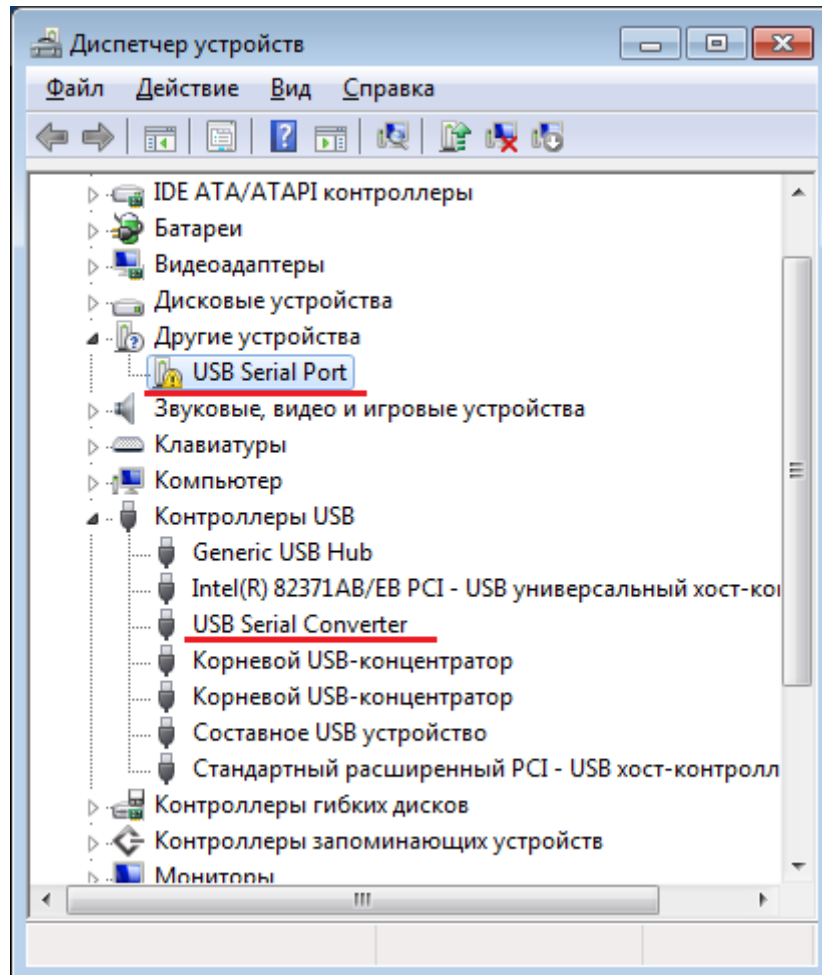 Диспетчер устройств
Файл Действие Вид Справка
IDE ATA/ATAPI контроллеры
Батареи
Видеоадаптеры
Дисковые устройства
Другие устройства
USB Serial Port
Звуковые, видео и игровые устройства
Клавиатуры
Компьютер
Контроллеры USB
Generic USB Hub
Intel(R) 82371AB/EB PCI - USB универсальный хост-кон
USB Serial Converter
Корневой USB-концентратор
Корневой USB-концентратор
Составное USB устройство
Стандартный расширенный PCI - USB хост-контролл
Контроллеры гибких дисков
Контроллеры запоминающих устройств
Мониторы